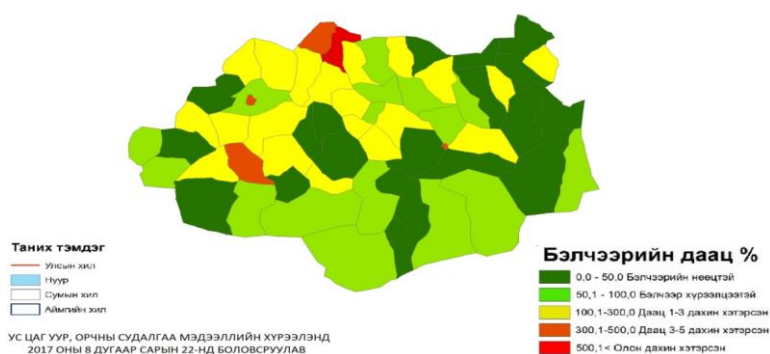 Таних тэмдэг
Улсын хил
Нуур
Сумын хил
Аймгийн хил
УС ЦАГ УУР, ОРЧНЫ СУДАЛГАА МЭДЭЭЛЛИЙН ХҮРЭЭЛЭНД
2017 ОНЫ 8 ДУГААР САРЫН 22-НД БОЛОВСРУУЛАВ
Бэлчээрийн даац %
0,0 - 50,0 Бэлчээрийн нөөцтэй
50,1 - 100,0 Бэлчээр хүрэлцээтэй
100,1-300,0 Даац 1-3 дахин хэтэрсэн
300,1-500,0 Даац 3-5 дахин хэтэрсэн
500,1< Олон дахин хэтэрсэн